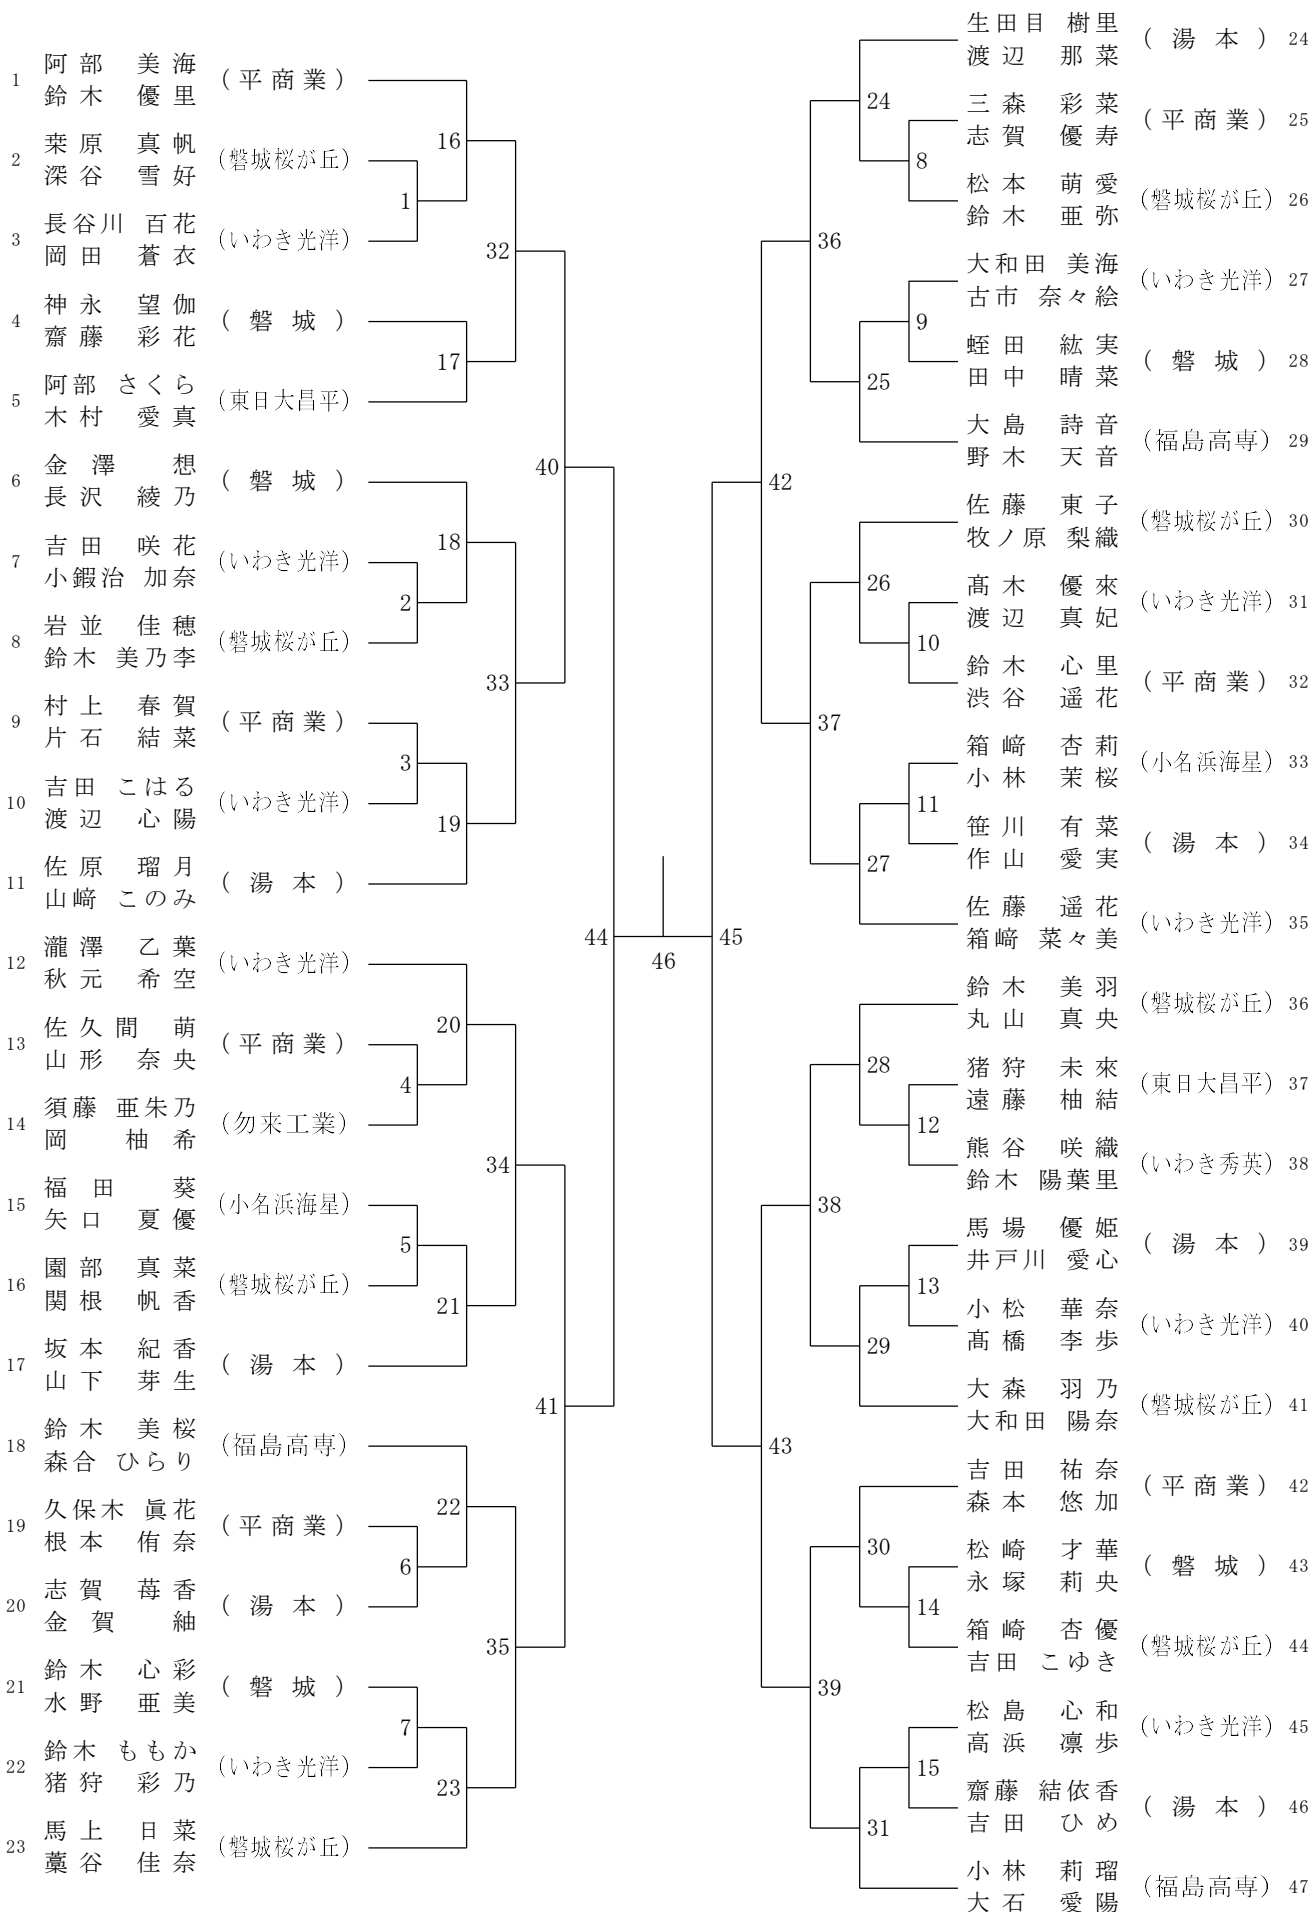 1 阿部 美海 (平商業)
鈴木 優里
2 桒原 真帆 (磐城桜が丘)
深谷 雪好
3 長谷川 百花 (いわき光洋)
岡田 蒼衣
4 神永 望伽 (磐城)
齋藤 彩花
5 阿部 さくら (東日大昌平)
木村 愛真
6 金澤 想 (磐城)
長沢 綾乃
7 吉田 咲花 (いわき光洋)
小鍜治 加奈
8 岩並 佳穂 (磐城桜が丘)
鈴木 美乃李
9 村上 春賀 (平商業)
片石 結菜
10 吉田 こはる (いわき光洋)
渡辺 心陽
11 佐原 瑠月 (湯本)
山﨑 このみ
12 瀧澤 乙葉 (いわき光洋)
秋元 希空
13 佐久間 萌 (平商業)
山形 奈央
14 須藤 亜朱乃 (勿来工業)
岡 柚希
15 福田 葵 (小名浜海星)
矢口 夏優
16 園部 真菜 (磐城桜が丘)
関根 帆香
17 坂本 紀香 (湯本)
山下 芽生
18 鈴木 美桜 (福島高専)
森合 ひらり
19 久保木 眞花 (平商業)
根本 侑奈
20 志賀 苺香 (湯本)
金賀 紬
21 鈴木 心彩 (磐城)
水野 亜美
22 鈴木 ももか (いわき光洋)
猪狩 彩乃
23 馬上 日菜 (磐城桜が丘)
藁谷 佳奈
1
2
3
4
5
6
7
16
17
18
19
20
21
22
23
32
33
34
35
40
41
44
46
45
42
43
36
37
38
39
24
25
26
27
28
29
30
31
8
9
10
11
12
13
14
15
生田目 樹里 (湯本) 24
渡辺 那菜
三森 彩菜 (平商業) 25
志賀 優寿
松本 萌愛 (磐城桜が丘) 26
鈴木 亜弥
大和田 美海 (いわき光洋) 27
古市 奈々絵
蛭田 紘実 (磐城) 28
田中 晴菜
大島 詩音 (福島高専) 29
野木 天音
佐藤 東子 (磐城桜が丘) 30
牧ノ原 梨織
髙木 優來 (いわき光洋) 31
渡辺 真妃
鈴木 心里 (平商業) 32
渋谷 遥花
箱﨑 杏莉 (小名浜海星) 33
小林 茉桜
笹川 有菜 (湯本) 34
作山 愛実
佐藤 遥花 (いわき光洋) 35
箱﨑 菜々美
鈴木 美羽 (磐城桜が丘) 36
丸山 真央
猪狩 未來 (東日大昌平) 37
遠藤 柚結
熊谷 咲織 (いわき秀英) 38
鈴木 陽葉里
馬場 優姫 (湯本) 39
井戸川 愛心
小松 華奈 (いわき光洋) 40
髙橋 李歩
大森 羽乃 (磐城桜が丘) 41
大和田 陽奈
吉田 祐奈 (平商業) 42
森本 悠加
松崎 才華 (磐城) 43
永塚 莉央
箱崎 杏優 (磐城桜が丘) 44
吉田 こゆき
松島 心和 (いわき光洋) 45
高浜 凛歩
齋藤 結依香 (湯本) 46
吉田 ひめ
小林 莉瑠 (福島高専) 47
大石 愛陽